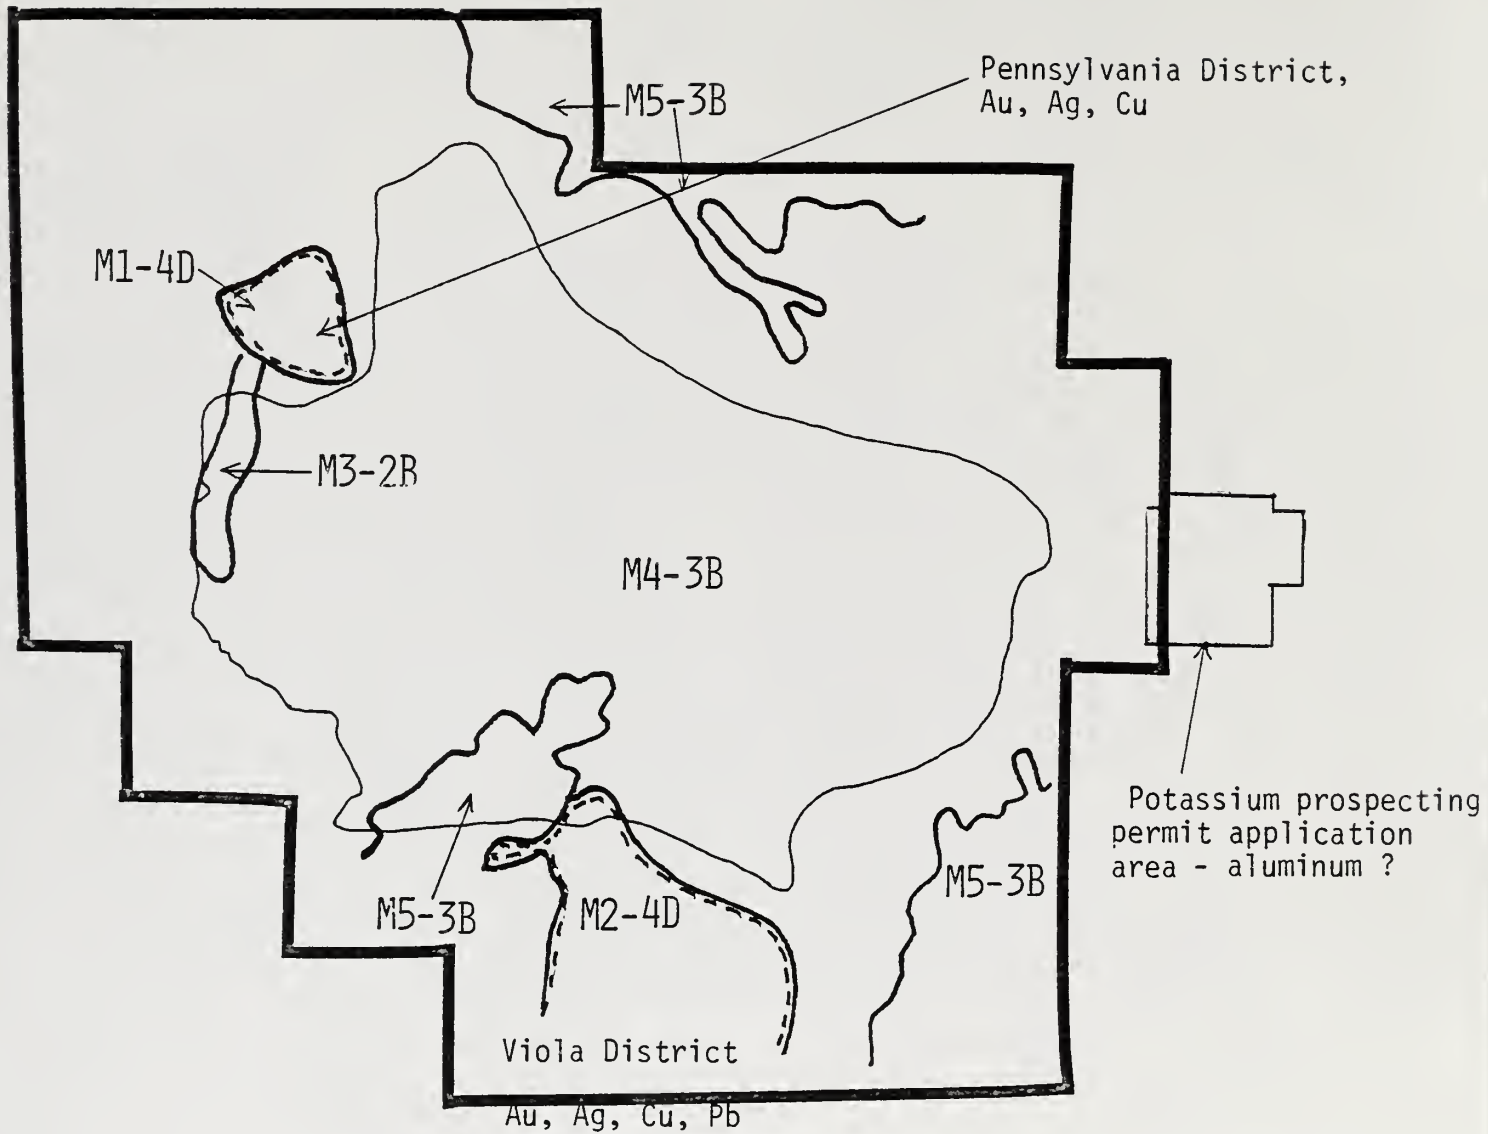 Pennsylvania District,
Au, Ag, Cu
M5-3B
M1-4D
M3-2B
M4-3B
Potassium prospecting
permit application
area - aluminum ?
M5-3B
M5-3B
M2-4D
Viola District
Au, Ag, Cu, Pb